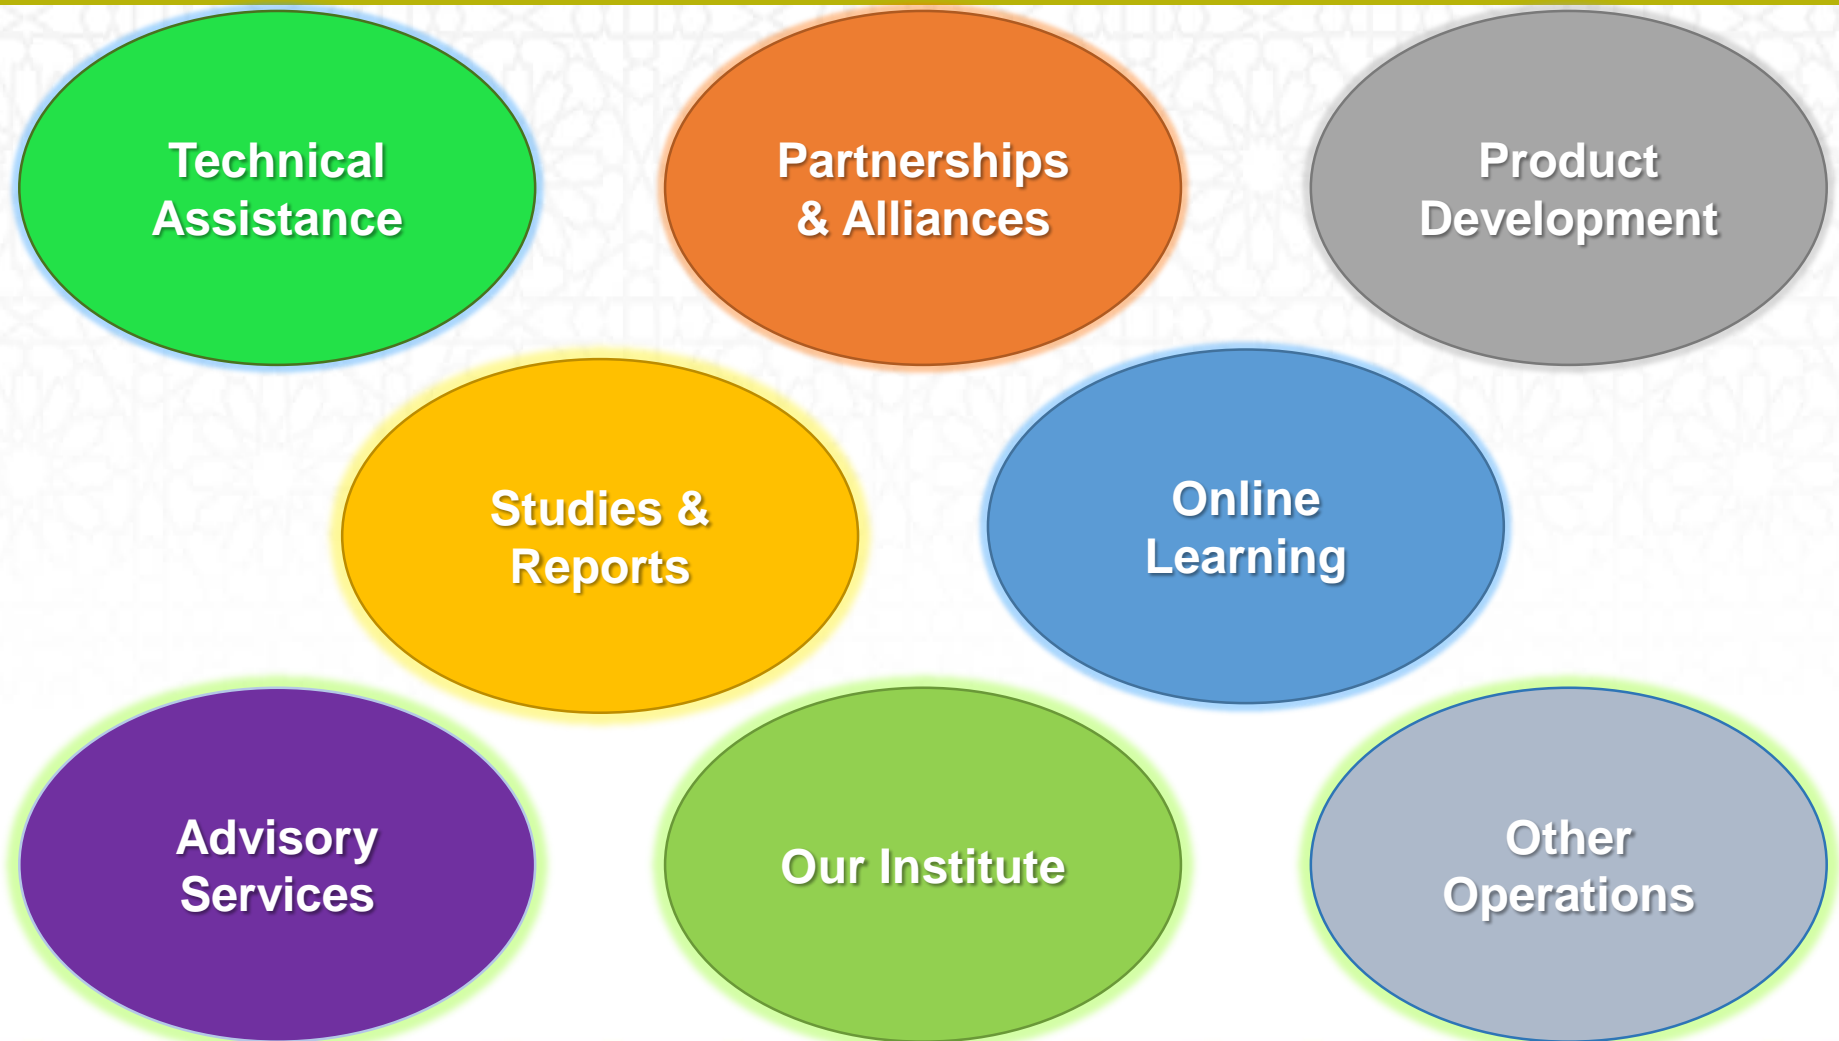 Technical
Assistance
Partnerships
& Alliances
Product
Development
Studies &
Reports
Online
Learning
Advisory
Services
Our Institute
Other
Operations